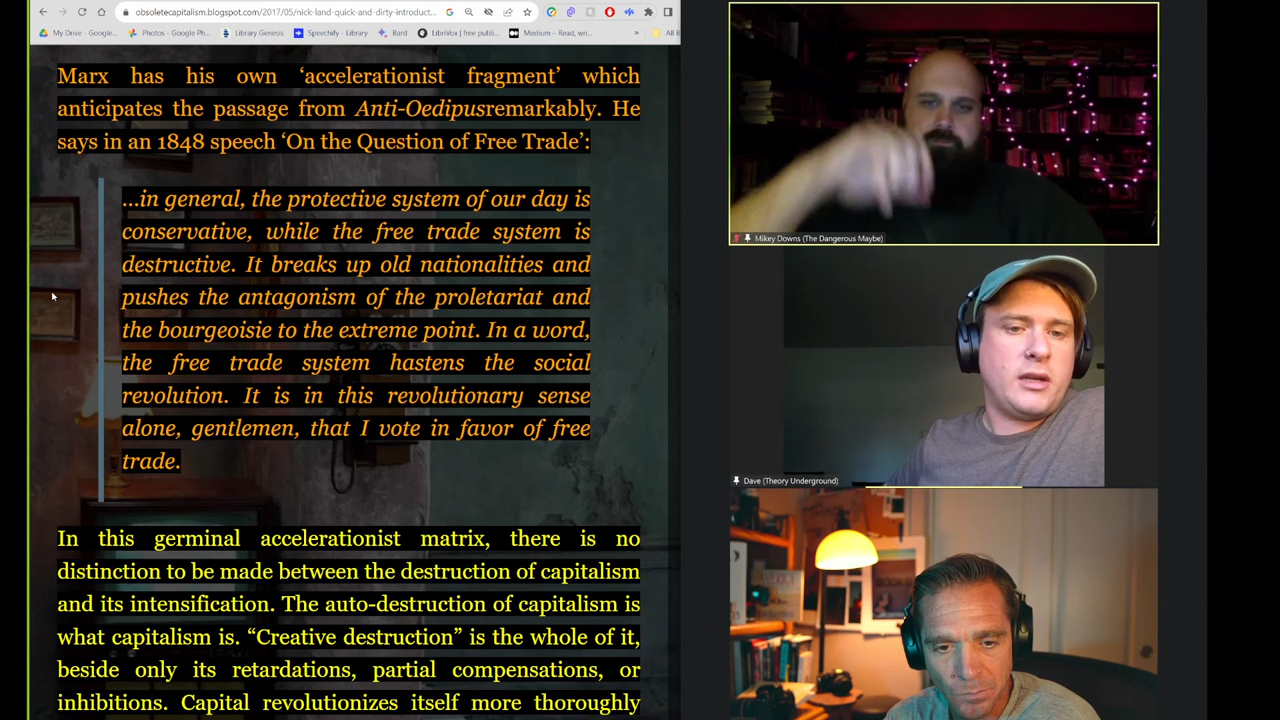 obsoletecapitalism.blogspot.com/2017/05/nick-land-quick-and-dirty-introduct...
My Drive - Google...
Photos - Google Ph...
Library Genesis
Speechify - Library
Bard
LibriVox | free publi...
Medium – Read, wri...
»
All B
Marx has his own ‘accelerationist fragment’ which
anticipates the passage from Anti-Oedipusremarkably. He
says in an 1848 speech ‘On the Question of Free Trade’:
…in general, the protective system of our day is
conservative, while the free trade system is
destructive. It breaks up old nationalities and
pushes the antagonism of the proletariat and
the bourgeoisie to the extreme point. In a word,
the free trade system hastens the social
revolution. It is in this revolutionary sense
alone, gentlemen, that I vote in favor of free
trade.
In this germinal accelerationist matrix, there is no
distinction to be made between the destruction of capitalism
and its intensification. The auto-destruction of capitalism is
what capitalism is. “Creative destruction” is the whole of it,
beside only its retardations, partial compensations, or
inhibitions. Capital revolutionizes itself more thoroughly
Mikey Downs (The Dangerous Maybe)
Dave (Theory Underground)